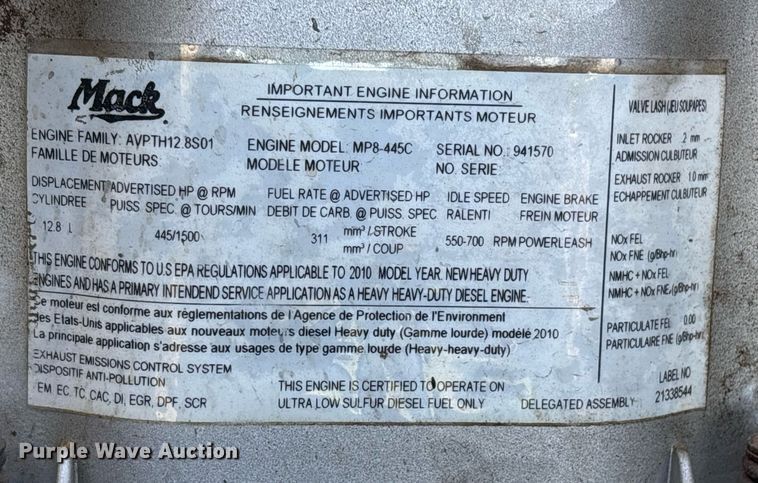 Mack
IMPORTANT ENGINE INFORMATION
RENSEIGNEMENTS IMPORTANTS MOTEUR
ENGINE FAMILY: AVPTH12.8S01
FAMILLE DE MOTEURS
ENGINE MODEL: MP8-445C
MODELE MOTEUR
SERIAL NO.: 941570
NO. SERIE:
DISPLACEMENT
CYLINDREE
12.8 L
ADVERTISED HP @ RPM
PUISS. SPEC. @ TOURS/MIN
445/1500
FUEL RATE @ ADVERTISED HP
DEBIT DE CARB. @ PUISS. SPEC
311 mm³ /.STROKE
mm³ / COUP
IDLE SPEED
RALENTI
550-700 RPM
ENGINE BRAKE
FREIN MOTEUR
POWERLEASH
THIS ENGINE CONFORMS TO U.S EPA REGULATIONS APPLICABLE TO 2010 MODEL YEAR. NEW HEAVY DUTY
ENGINES AND HAS A PRIMARY INTENDEND SERVICE APPLICATION AS A HEAVY HEAVY-DUTY DIESEL ENGINE.
Ce moteur est conforme aux réglementations de l'Agence de Protection de l'Environment
des Etats-Unis applicables aux nouveaux moteurs diesel Heavy duty (Gamme lourde) modélé 2010
La principale application s'adresse aux usages de type gamme lourde (Heavy-heavy-duty)
EXHAUST EMISSIONS CONTROL SYSTEM
DISPOSITIF ANTI-POLLUTION
EM EC, TC, CAC, DI, EGR, DPF, SCR
THIS ENGINE IS CERTIFIED TO OPERATE ON
ULTRA LOW SULFUR DIESEL FUEL ONLY
DELEGATED ASSEMBLY
VALVE LASH (JEU SOUPAPES)
INLET ROCKER .2 mm
ADMISSION CULBUTEUR
EXHAUST ROCKER 1.0 mm
ECHAPPEMENT CULBUTEUR
NOx FEL
NOx FNE (g/Bhp-hr)
NMHC + NOx FEL
NMHC + NOx FNE (g/Bhp-hr)
PARTICULATE FEL 0.00
PARTICULAIRE FNE (g/Bhp-hr)
LABEL NO
21338544
Purple Wave Auction